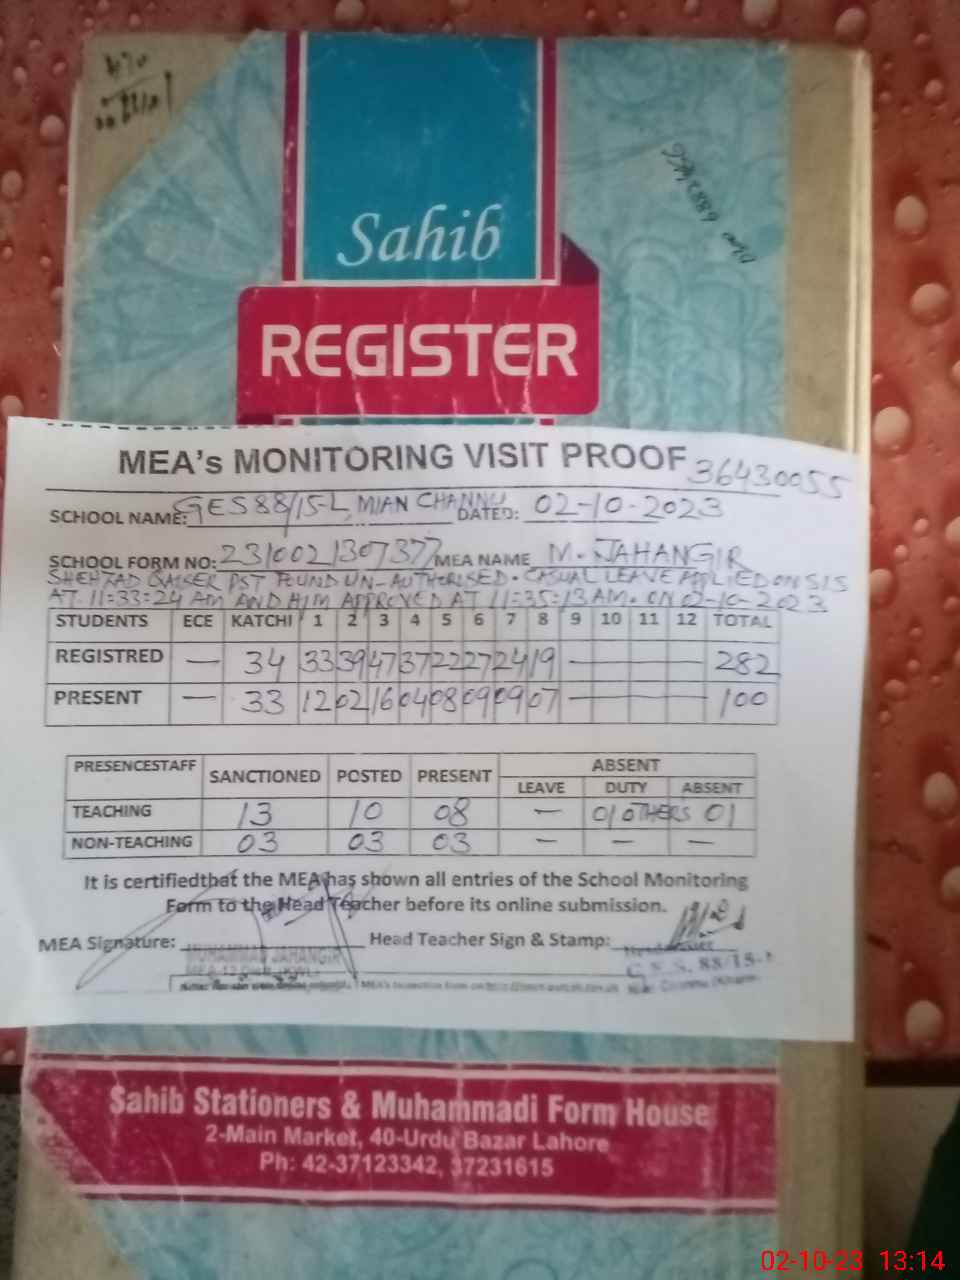 Sahib
REGISTER
MEA's MONITORING VISIT PROOF 36430055
SCHOOL NAME: GES 88/15-L, MIAN CHANNU DATED: 02-10-2023
SCHOOL FORM NO: 231002130737 MEA NAME M. JAHANGIR
SHEHZAD QAISER PST FOUND UN-AUTHORISED. CASUAL LEAVE APPLIED ON SIS
AT 11:33:24 AM AND HIM APPROVED AT 11:35:13 AM. ON 02-10-2023
STUDENTS ECE KATCHI 1 2 3 4 5 6 7 8 9 10 11 12 TOTAL
REGISTRED — 34 33 39 47 37 22 27 24 19 — 282
PRESENT — 33 12 02 16 04 08 09 09 07 — 100
PRESENCESTAFF SANCTIONED POSTED PRESENT ABSENT
LEAVE DUTY ABSENT
TEACHING 13 10 08 — 01 OTHERS 01
NON-TEACHING 03 03 03 — — —
It is certifiedthat the MEA has shown all entries of the School Monitoring
Form to the Head Teacher before its online submission.
MEA Signature: Head Teacher Sign & Stamp:
MUHAMMAD JAHANGIR
G.E.S. 88/15-L
Sahib Stationers & Muhammadi Form House
2-Main Market, 40-Urdu Bazar Lahore
Ph: 42-37123342, 37231615
02-10-23 13:14